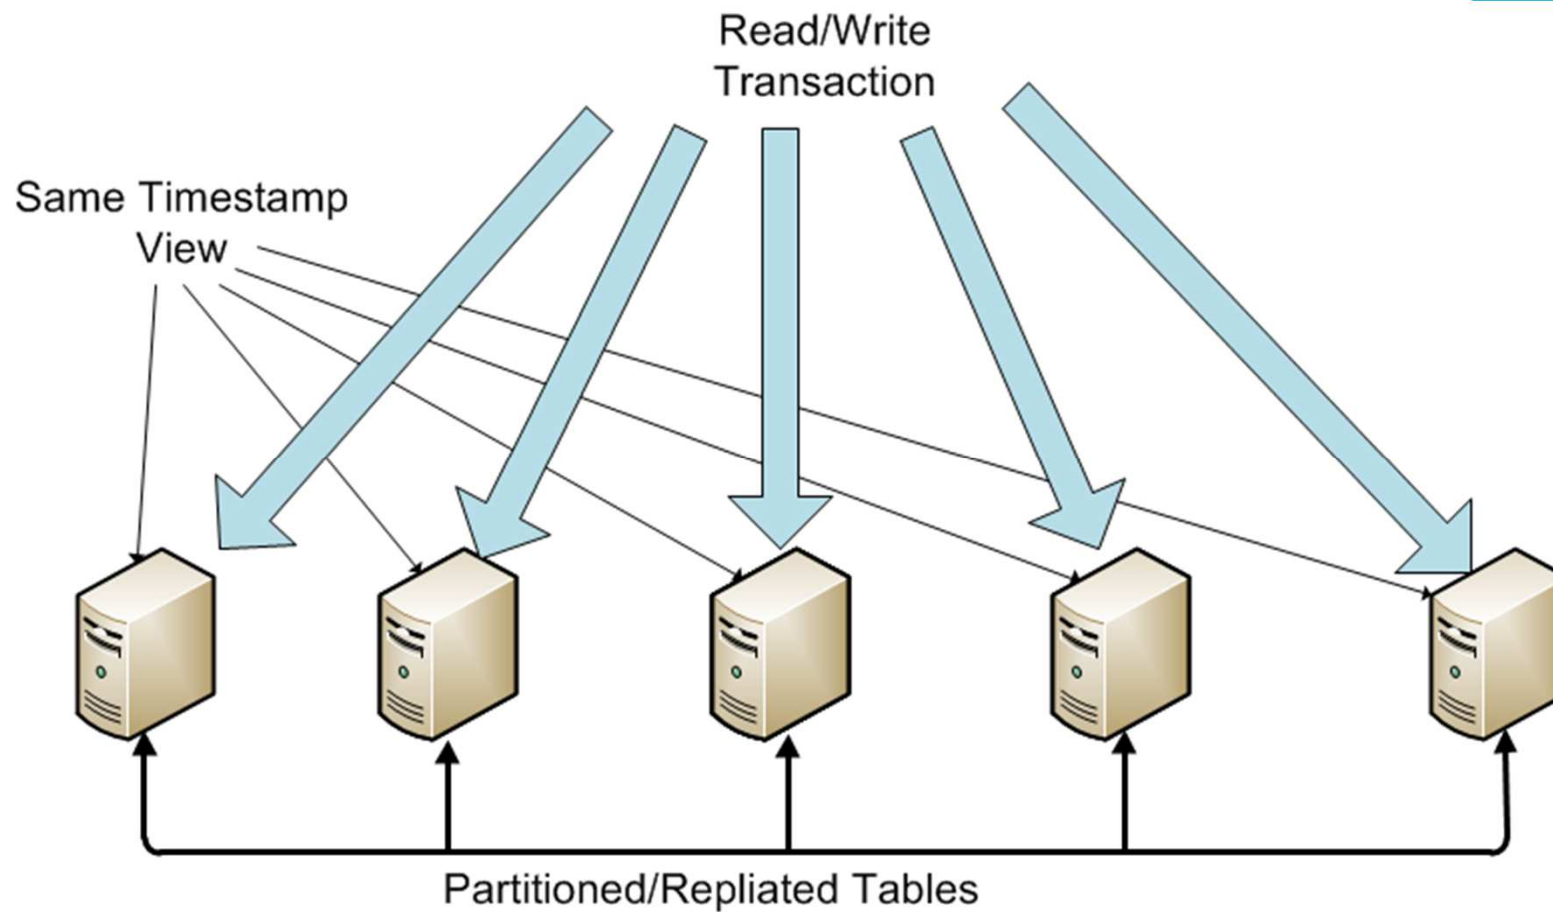 Read/Write
Transaction
Same Timestamp
View
Partitioned/Repliated Tables